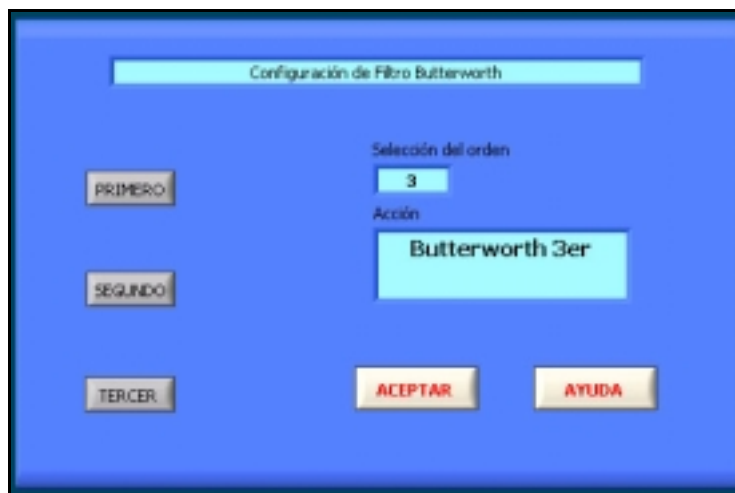 Configuración de Filtro Butterworth
Selección del orden
3
PRIMERO
Acción
Butterworth 3er
SEGUNDO
TERCER
ACEPTAR
AYUDA